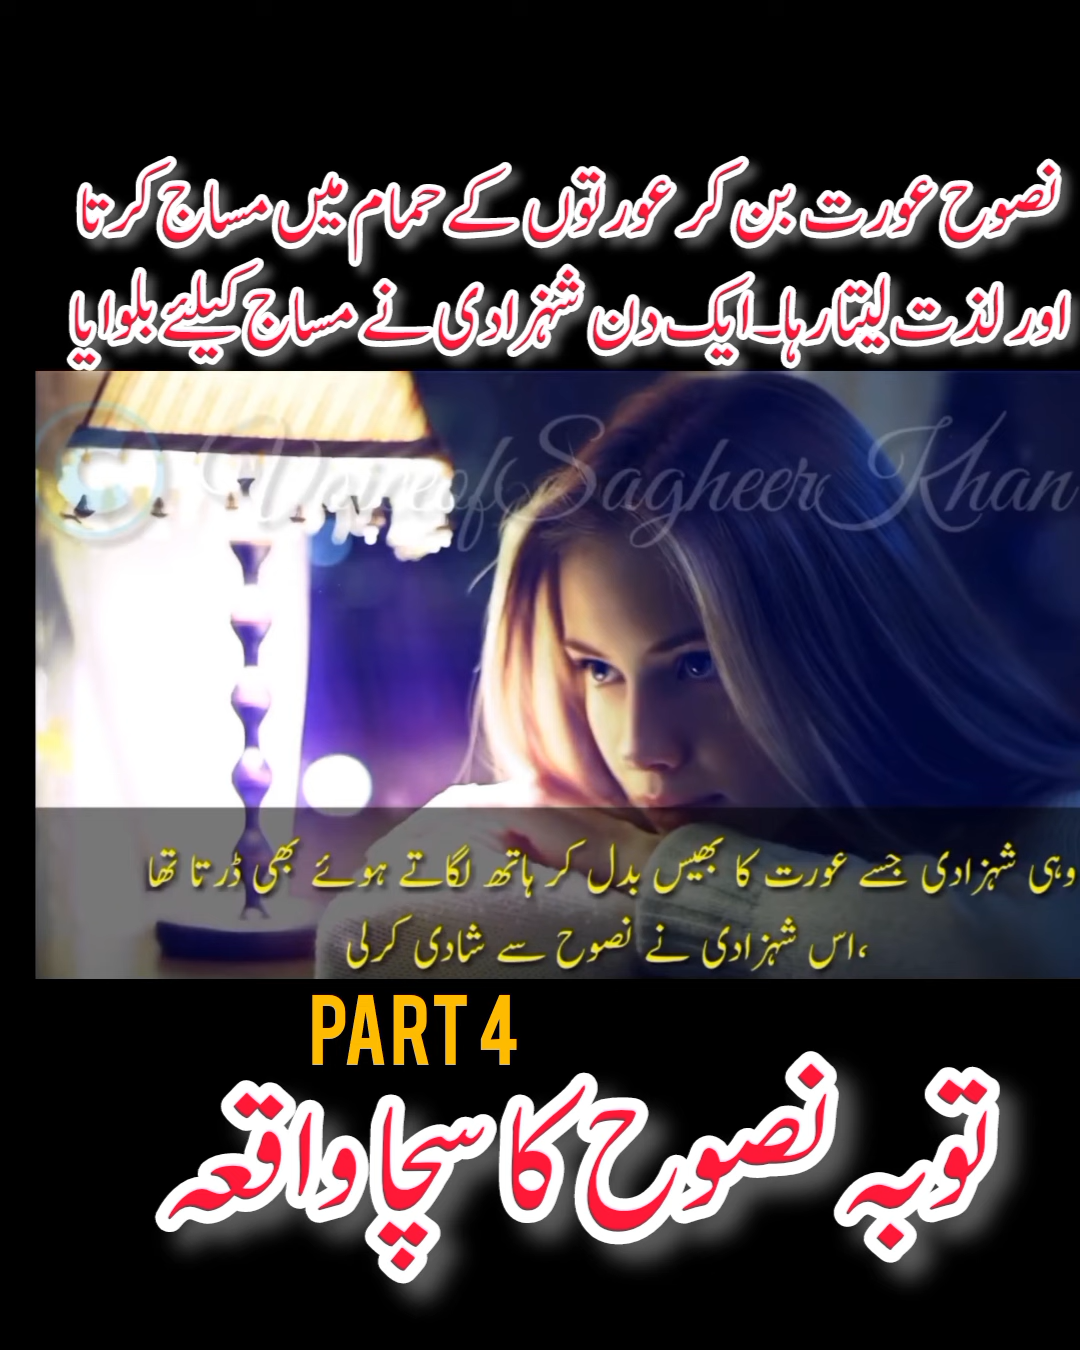 نصوح عورت بن کر عورتوں کے حمام میں مساج کرتا
اور لذت لیتا رہا۔ ایک دن شہزادی نے مساج کیلئے بلوایا
VoiceofSagheerKhan
وہی شہزادی جسے عورت کا بھیس بدل کر ہاتھ لگاتے ہوئے بھی ڈرتا تھا
،اس شہزادی نے نصوح سے شادی کرلی
PART 4
توبہ نصوح کا سچا واقعہ